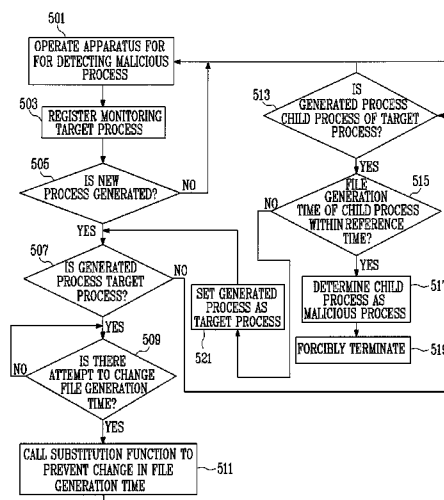 501
OPERATE APPARATUS FOR
FOR DETECTING MALICIOUS
PROCESS
503
REGISTER MONITORING
TARGET PROCESS
505
IS NEW
PROCESS GENERATED?
NO
YES
507
IS GENERATED
PROCESS TARGET
PROCESS?
NO
YES
509
IS THERE
ATTEMPT TO CHANGE
FILE GENERATION
TIME?
NO
YES
CALL SUBSTITUTION FUNCTION TO
PREVENT CHANGE IN FILE
GENERATION TIME
511
513
IS
GENERATED PROCESS
CHILD PROCESS OF TARGET
PROCESS?
YES
515
FILE
GENERATION
TIME OF CHILD PROCESS
WITHIN REFERENCE
TIME?
NO
YES
DETERMINE CHILD
PROCESS AS
MALICIOUS PROCESS
517
FORCIBLY TERMINATE
519
SET GENERATED
PROCESS AS
TARGET PROCESS
521